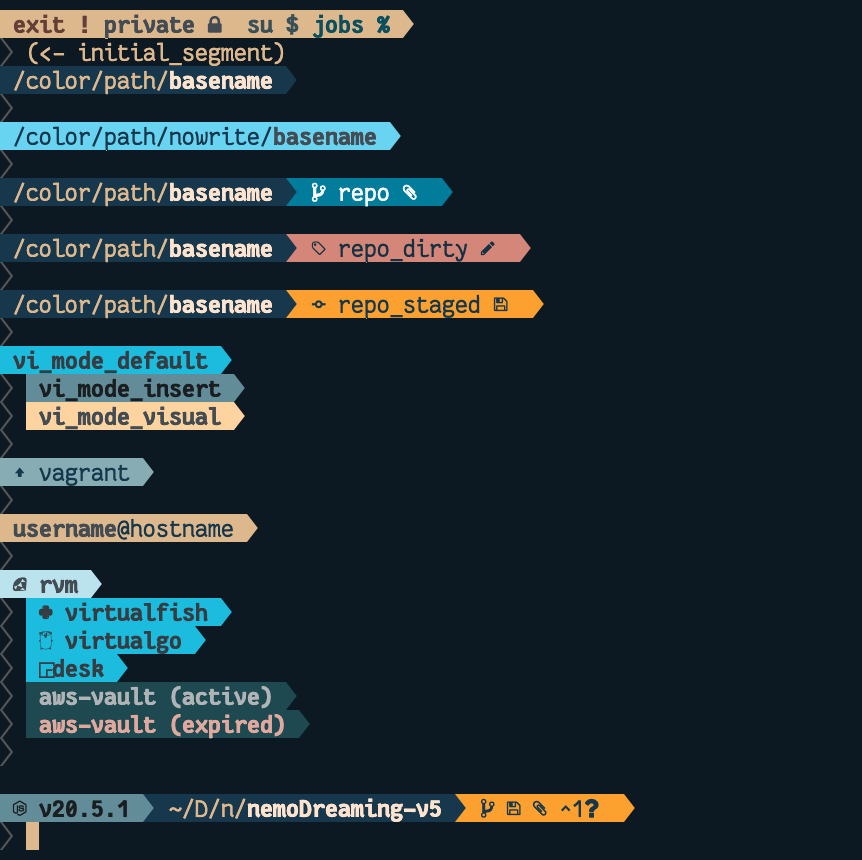 exit ! private su $ jobs %
(<- initial_segment)
/color/path/basename
/color/path/nowrite/basename
/color/path/basename repo
/color/path/basename repo_dirty
/color/path/basename repo_staged
vi_mode_default
vi_mode_insert
vi_mode_visual
vagrant
username@hostname
rvm
virtualfish
virtualgo
desk
aws-vault (active)
aws-vault (expired)
v20.5.1 ~/D/n/nemoDreaming-v5 ^1?